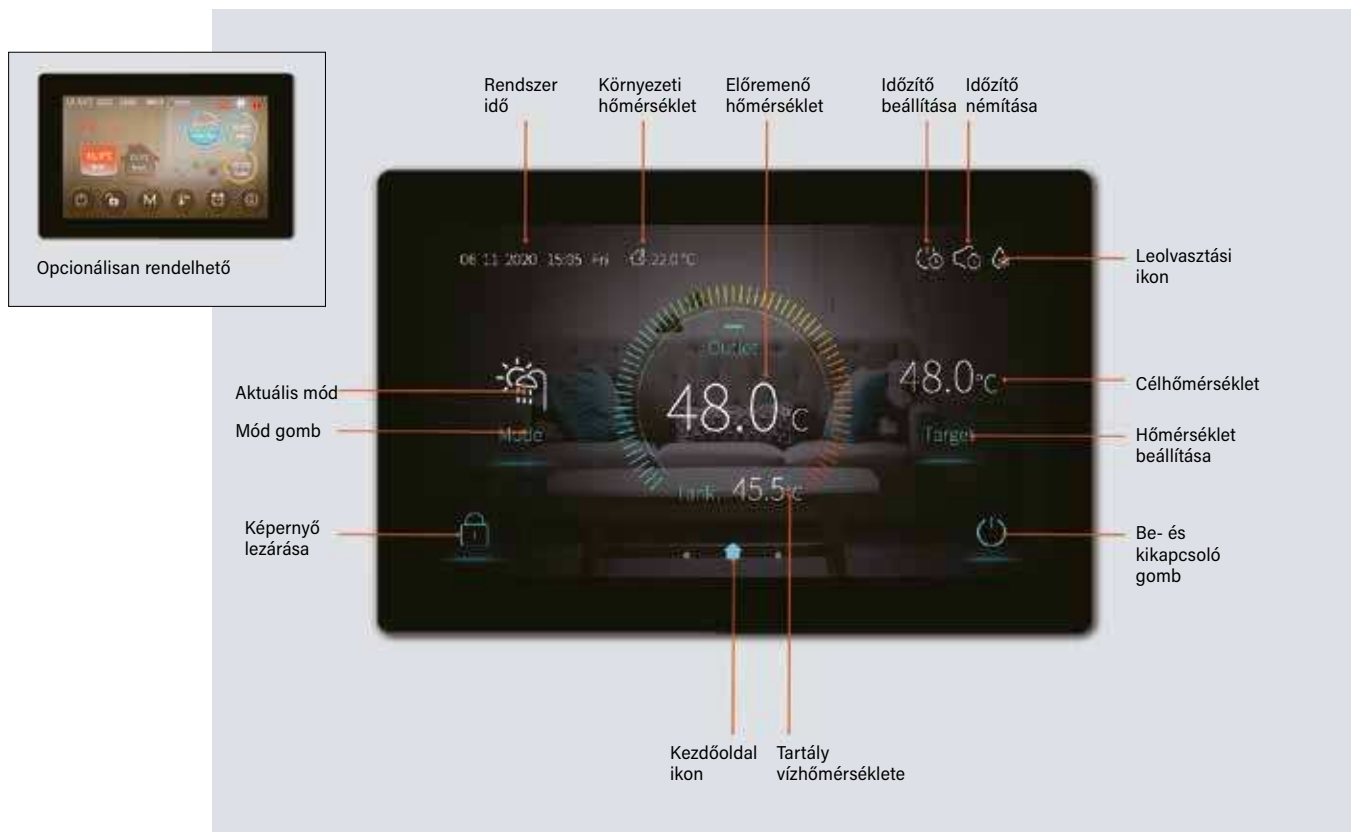 Opcionálisan rendelhető
Rendszer
idő
Környezeti
hőmérséklet
Előremenő
hőmérséklet
Időzítő
beállítása
Időzítő
némítása
Leolvasztási
ikon
Célhőmérséklet
Hőmérséklet
beállítása
Be- és
kikapcsoló
gomb
Aktuális mód
Mód gomb
Képernyő
lezárása
Kezdőoldal
ikon
Tartály
vízhőmérséklete
06 11 2020 15:05 Fri 22.0°C
Outlet
48.0°C
48.0°C
Mode
Target
Tank 45.5°C
M